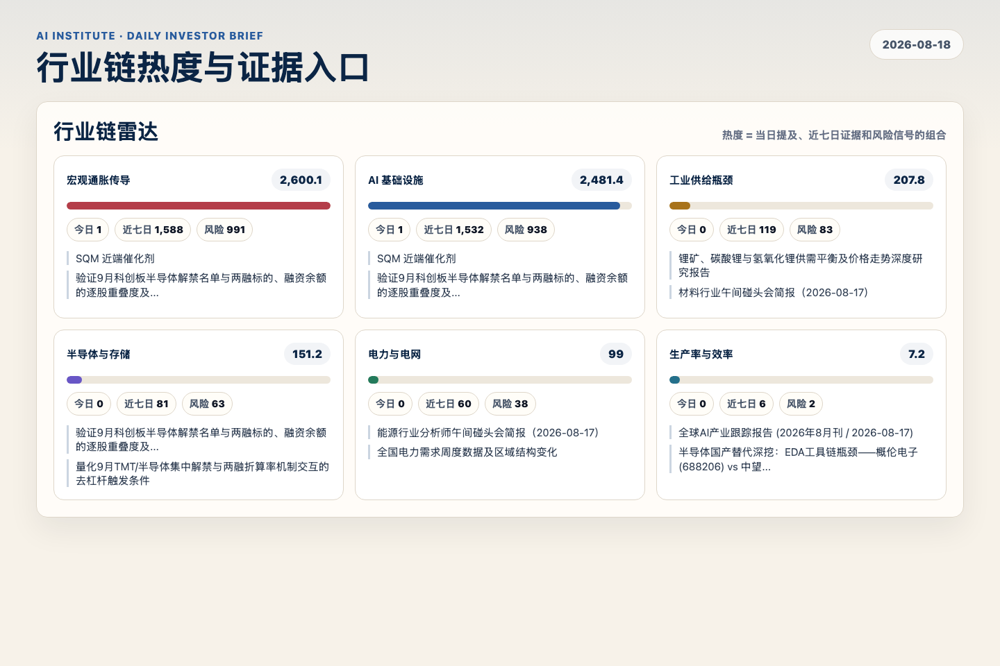 AI INSTITUTE · DAILY INVESTOR BRIEF
行业链热度与证据入口
2026-08-18
行业链雷达
热度 = 当日提及、近七日证据和风险信号的组合
宏观通胀传导
2,600.1
今日 1
近七日 1,588
风险 991
SQM 近端催化剂
验证9月科创板半导体解禁名单与两融标的、融资余额
的逐股重叠度及...
AI 基础设施
2,481.4
今日 1
近七日 1,532
风险 938
SQM 近端催化剂
验证9月科创板半导体解禁名单与两融标的、融资余额
的逐股重叠度及...
工业供给瓶颈
207.8
今日 0
近七日 119
风险 83
锂矿、碳酸锂与氢氧化锂供需平衡及价格走势深度研
究报告
材料行业午间碰头会简报（2026-08-17）
半导体与存储
151.2
今日 0
近七日 81
风险 63
验证9月科创板半导体解禁名单与两融标的、融资余额
的逐股重叠度及...
量化9月TMT/半导体集中解禁与两融折算率机制交互的
去杠杆触发条件
电力与电网
99
今日 0
近七日 60
风险 38
能源行业分析师午间碰头会简报（2026-08-17）
全国电力需求周度数据及区域结构变化
生产率与效率
7.2
今日 0
近七日 6
风险 2
全球AI产业跟踪报告 (2026年8月刊 / 2026-08-17)
半导体国产替代深挖：EDA工具链瓶颈——概伦电子
(688206) vs 中望...